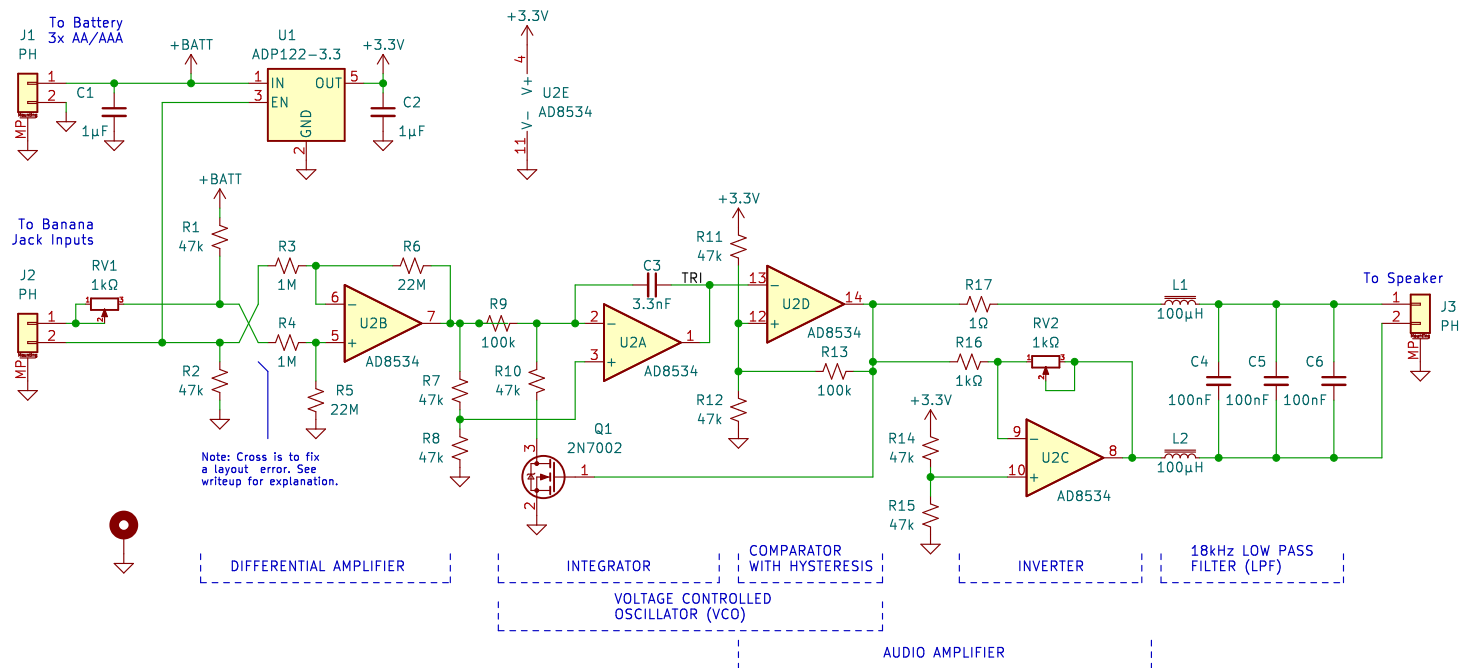 To Battery
3x AA/AAA
J1
PH
1
2
MP
C1
1µF
+BATT
U1
ADP122-3.3
1
IN
OUT
5
3
EN
GND
2
+3.3V
C2
1µF
+3.3V
4
V+
U2E
AD8534
V-
11
+BATT
To Banana
Jack Inputs
J2
PH
1
2
MP
RV1
1kΩ
1
3
2
R1
47k
R2
47k
R3
1M
R4
1M
R5
22M
R6
22M
6
5
7
−
+
U2B
AD8534
R7
47k
R8
47k
R9
100k
R10
47k
C3
3.3nF
TRI
2
3
1
−
+
U2A
AD8534
Q1
2N7002
3
1
2
+3.3V
R11
47k
R12
47k
13
12
14
−
+
U2D
AD8534
R13
100k
R17
1Ω
R16
1kΩ
RV2
1kΩ
1
3
2
+3.3V
R14
47k
R15
47k
9
10
8
−
+
U2C
AD8534
L1
100µH
L2
100µH
C4
100nF
C5
100nF
C6
100nF
To Speaker
1
2
J3
PH
MP
Note: Cross is to fix
a layout error. See
writeup for explanation.
DIFFERENTIAL AMPLIFIER
INTEGRATOR
COMPARATOR
WITH HYSTERESIS
INVERTER
18kHz LOW PASS
FILTER (LPF)
VOLTAGE CONTROLLED
OSCILLATOR (VCO)
AUDIO AMPLIFIER